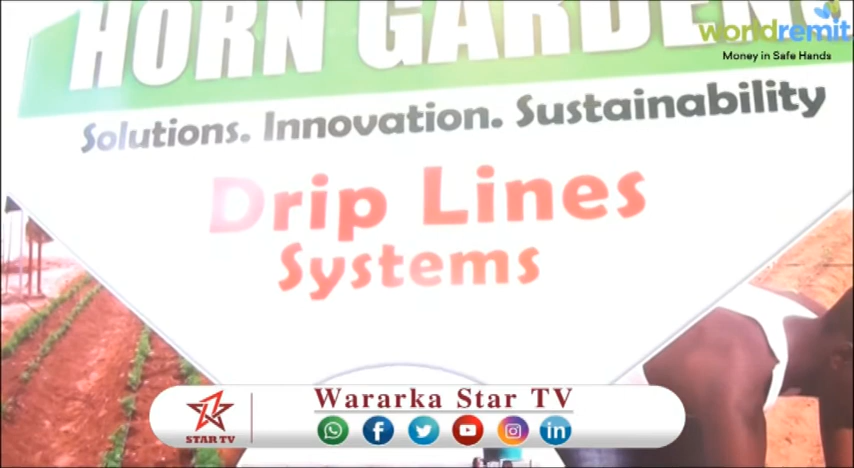 HORN GARDEN
worldremit
Money in Safe Hands
Solutions. Innovation. Sustainability
Drip Lines
Systems
Wararka Star TV
STAR TV